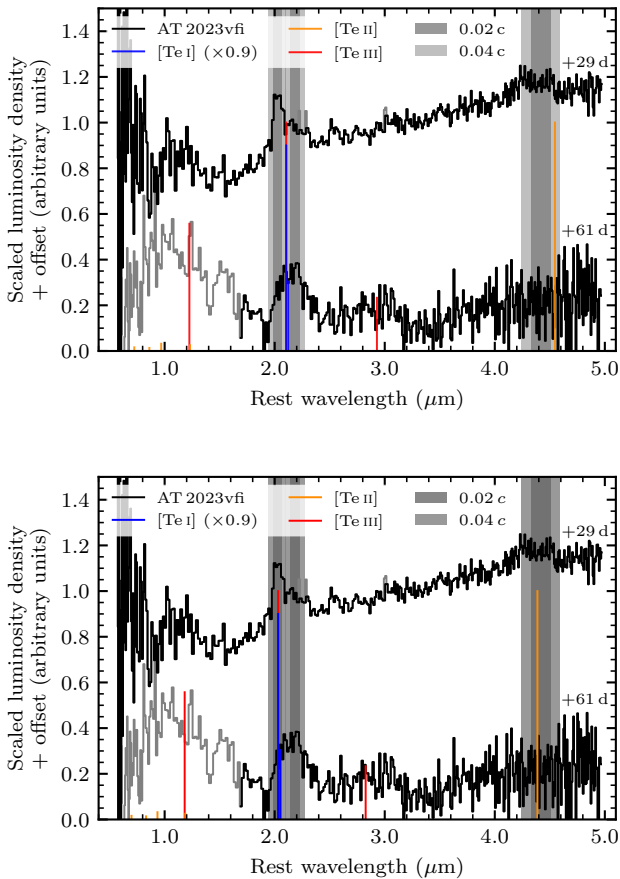 AT 2023vfi [Te II] 0.02 c
[Te I] (×0.9) [Te III] 0.04 c
+29 d
+61 d
1.4
1.2
1.0
0.8
0.6
0.4
0.2
0.0
Scaled luminosity density
+ offset (arbitrary units)
1.0 2.0 3.0 4.0 5.0
Rest wavelength (μm)
AT 2023vfi [Te II] 0.02 c
[Te I] (×0.9) [Te III] 0.04 c
+29 d
+61 d
1.4
1.2
1.0
0.8
0.6
0.4
0.2
0.0
Scaled luminosity density
+ offset (arbitrary units)
1.0 2.0 3.0 4.0 5.0
Rest wavelength (μm)